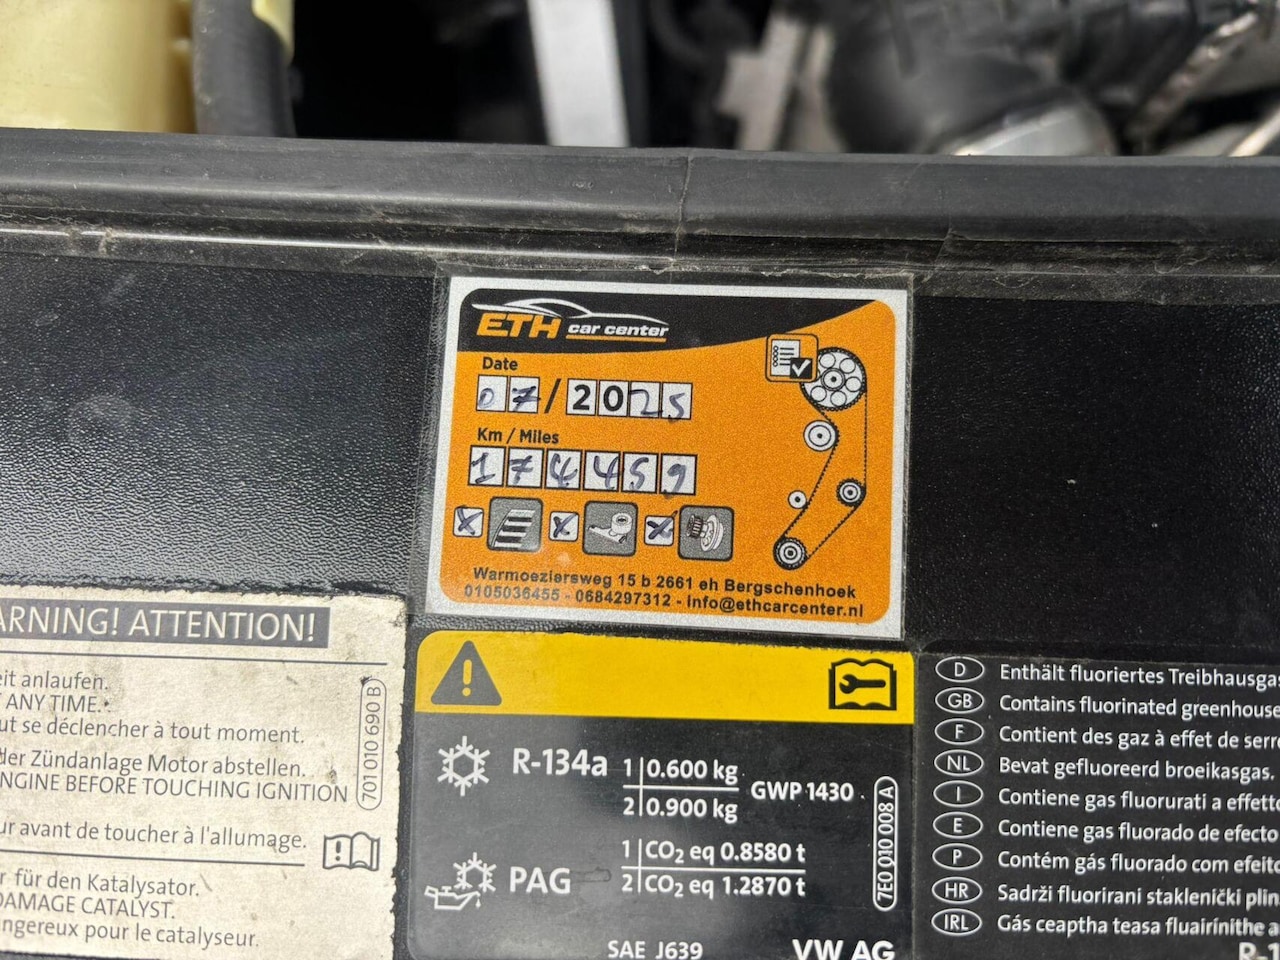 ETH car center
Date
07/2025
Km / Miles
174459
Warmoeziersweg 15 b 2661 eh Bergschenhoek
0105036455 - 0684297312 - Info@ethcarcenter.nl
ARNING! ATTENTION!
eit anlaufen.
T ANY TIME.
ut se déclencher à tout moment.
der Zündanlage Motor abstellen.
ENGINE BEFORE TOUCHING IGNITION
ur avant de toucher à l'allumage.
r für den Katalysator.
DAMAGE CATALYST.
ngereux pour le catalyseur.
701 010 690 B
R-134a 1 0.600 kg GWP 1430
2 0.900 kg
PAG 1 CO2 eq 0.8580 t
2 CO2 eq 1.2870 t
7E0 010 008 A
SAE J639 VW AG
D Enthält fluoriertes Treibhausgas
GB Contains fluorinated greenhouse
F Contient des gaz à effet de serre
NL Bevat gefluoreerd broeikasgas.
I Contiene gas fluorurati a effetto
E Contiene gas fluorado de efecto
P Contém gás fluorado com efeito
HR Sadrži fluorirani staklenički plin
IRL Gás ceaptha teasa fluairínithe a
R-1